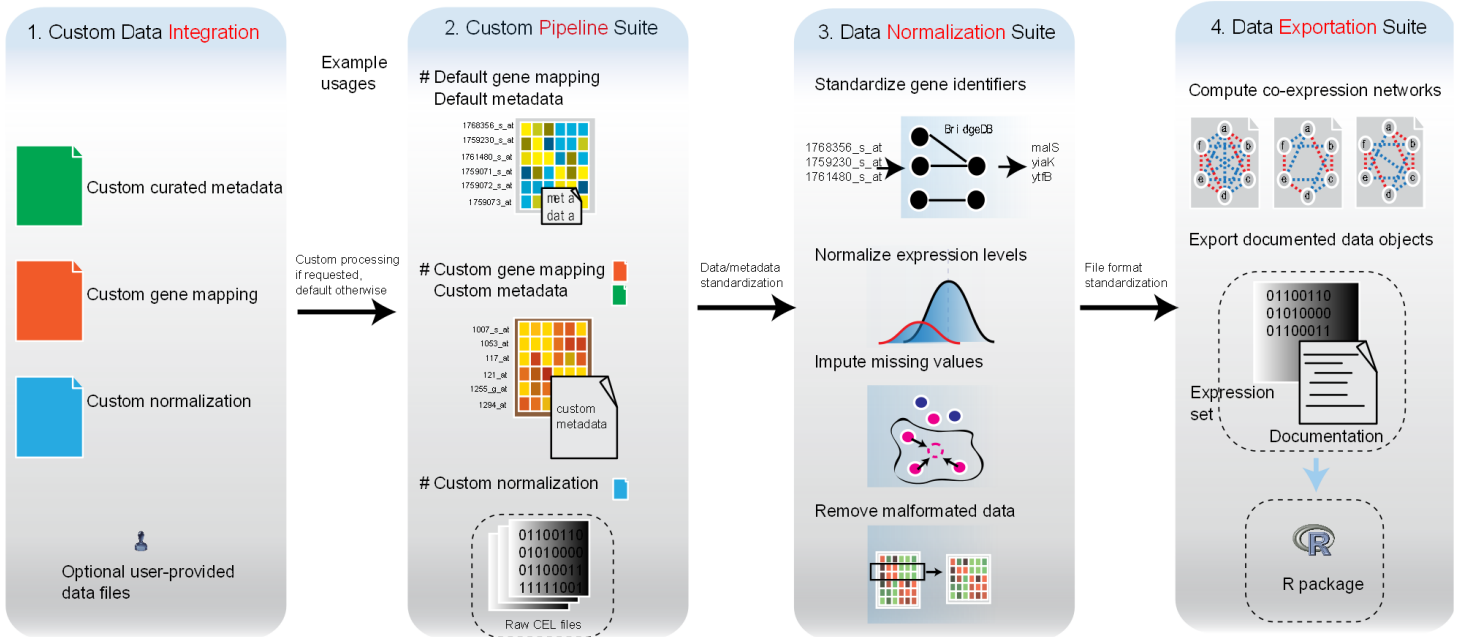 1. Custom Data Integration
Custom curated metadata
Custom gene mapping
Custom normalization
Optional user-provided
data files
Custom processing
if requested,
default otherwise
Example
usages
2. Custom Pipeline Suite
# Default gene mapping
Default metadata
1768356_s_at
1759230_s_at
1761480_s_at
1759071_s_at
1759072_s_at
1759073_at
met a
dat a
# Custom gene mapping
Custom metadata
1007_s_at
1053_at
117_at
121_at
1255_g_at
1294_at
custom
metadata
# Custom normalization
01100110
01010000
01100011
11111001
Raw CEL files
Data/metadata
standardization
3. Data Normalization Suite
Standardize gene identifiers
BridgeDB
1768356_s_at
1759230_s_at
1761480_s_at
malS
yiaK
ytfB
Normalize expression levels
Impute missing values
Remove malformated data
File format
standardization
4. Data Exportation Suite
Compute co-expression networks
a
f b
e c
d
a
f b
e c
d
a
f b
e c
d
Export documented data objects
01100110
01010000
01100011
Expression
set
Documentation
R
R package